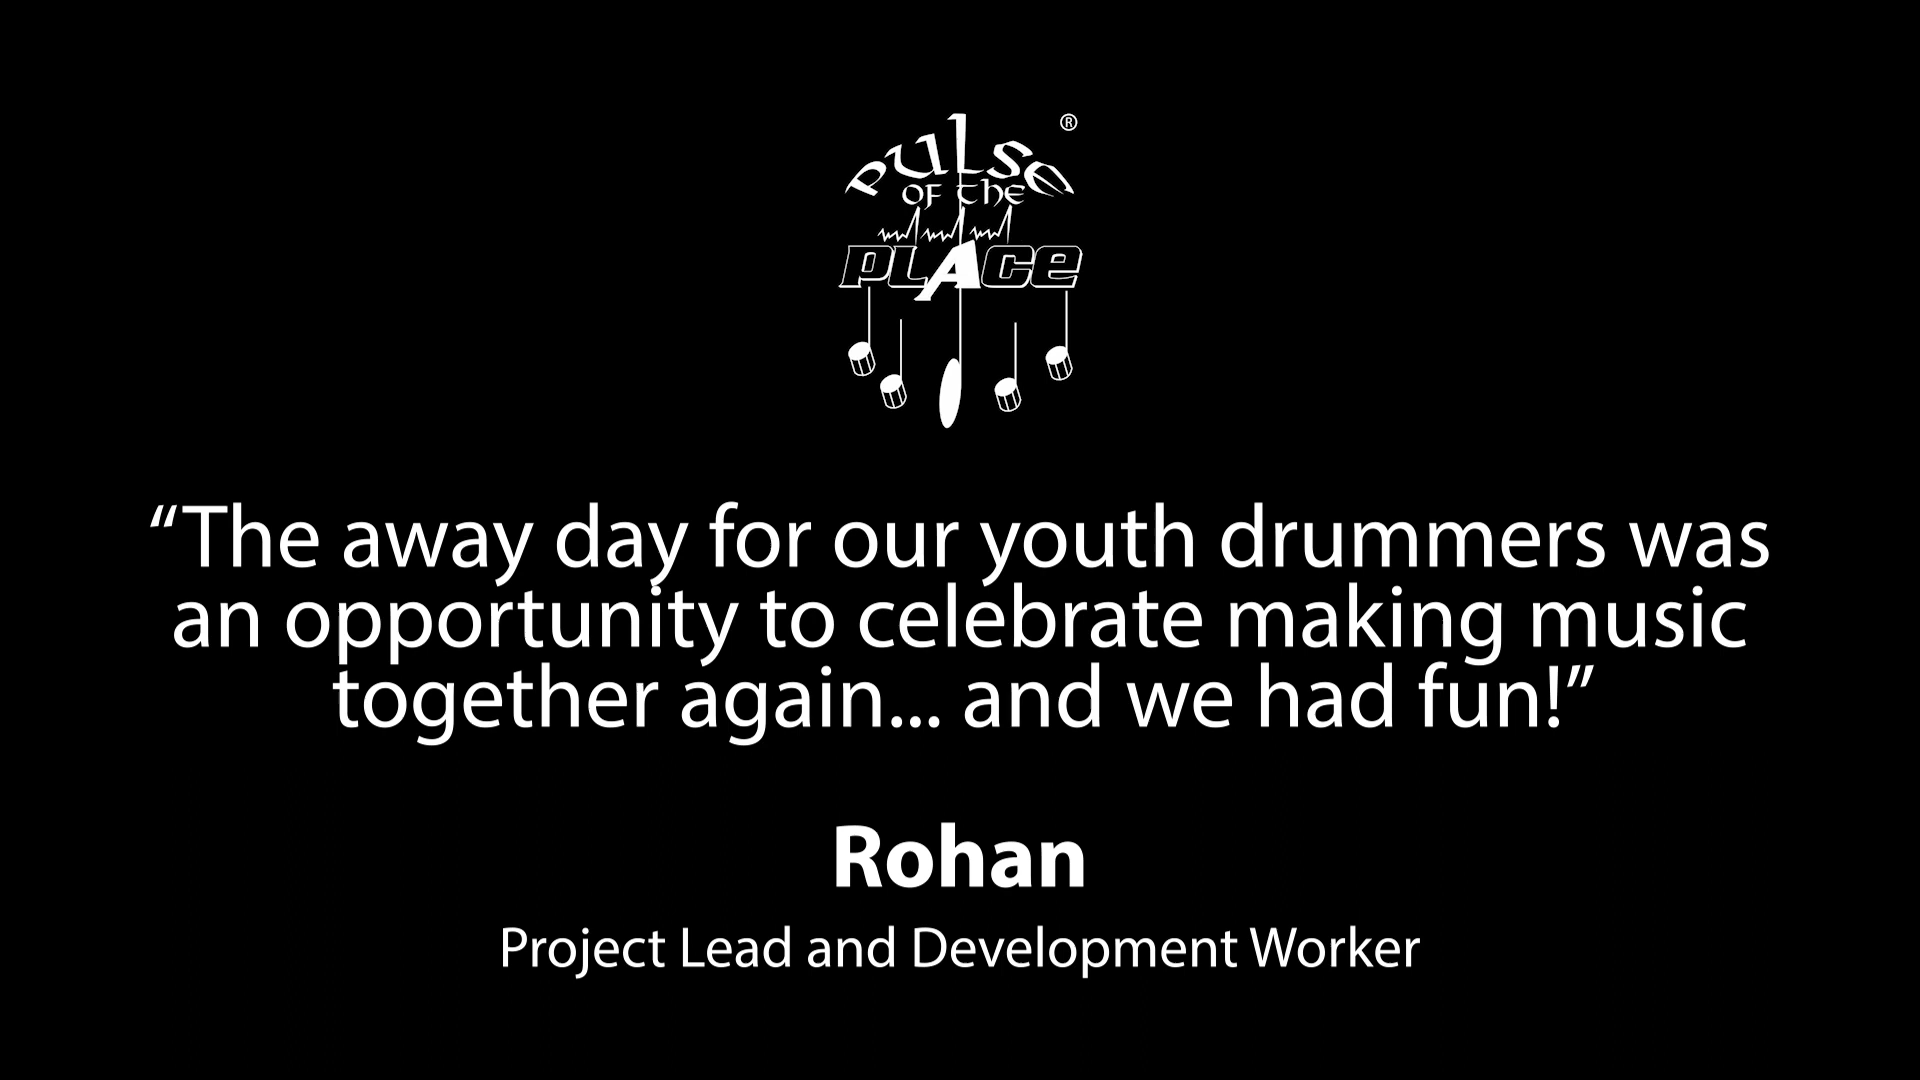 pulse ®
OF the
plAce
“The away day for our youth drummers was
an opportunity to celebrate making music
together again... and we had fun!”
Rohan
Project Lead and Development Worker